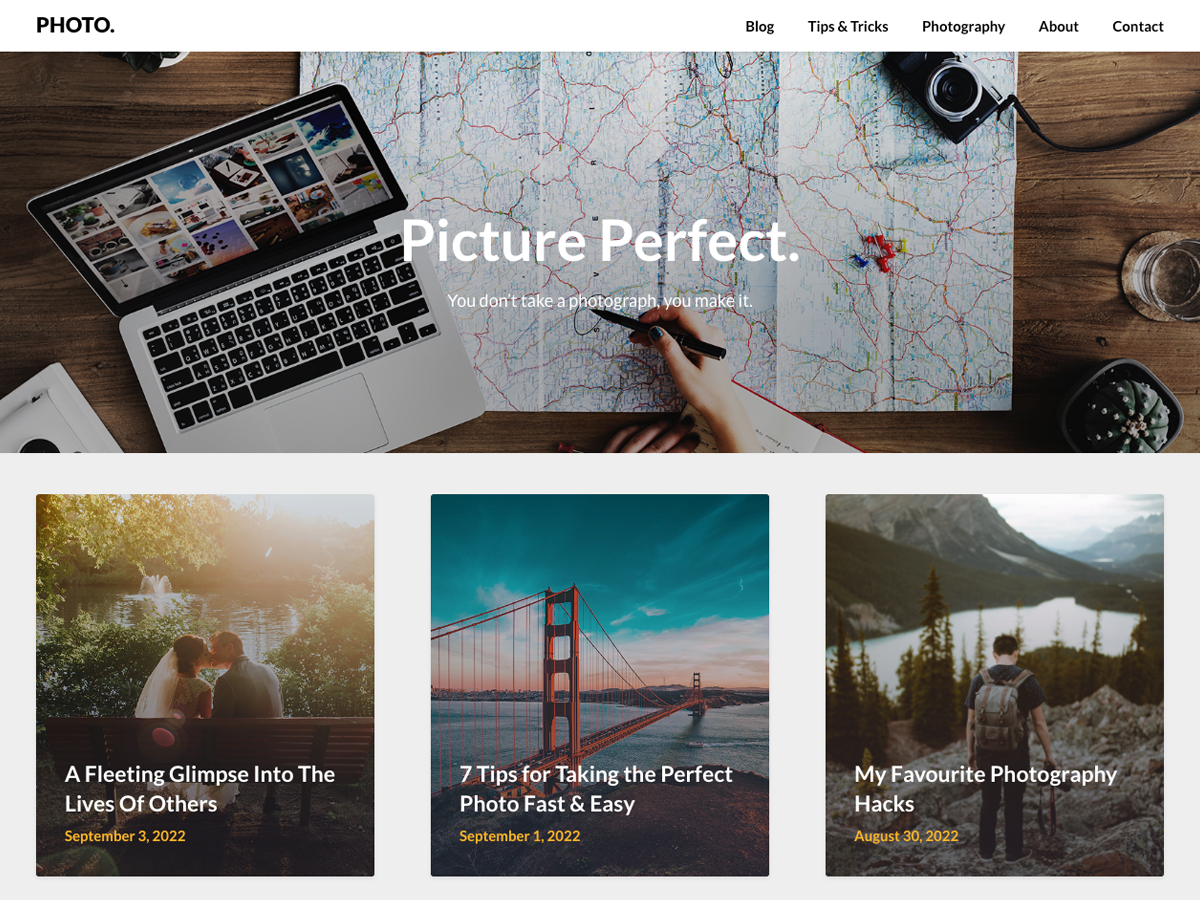 PHOTO.
Blog
Tips & Tricks
Photography
About
Contact
Picture Perfect.
You don't take a photograph, you make it.
A Fleeting Glimpse Into The
Lives Of Others
September 3, 2022
7 Tips for Taking the Perfect
Photo Fast & Easy
September 1, 2022
My Favourite Photography
Hacks
August 30, 2022